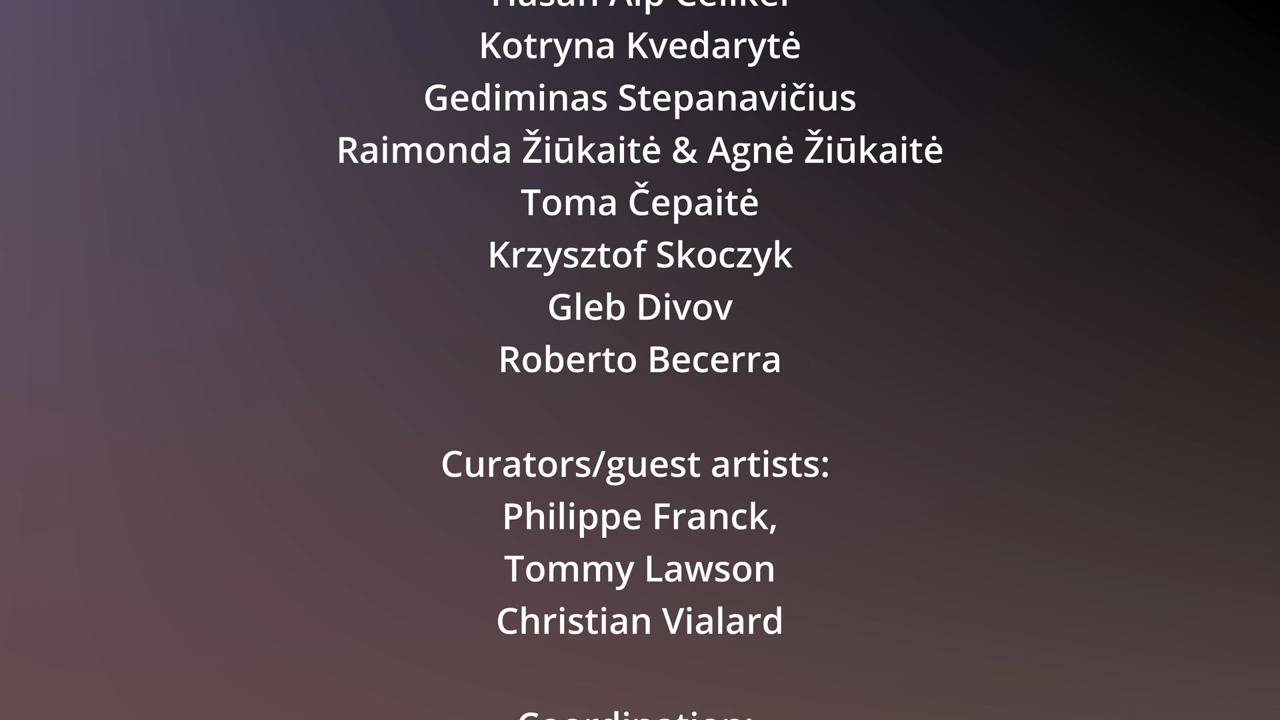 Kotryna Kvedarytė
Gediminas Stepanavičius
Raimonda Žiūkaitė & Agnė Žiūkaitė
Toma Čepaitė
Krzysztof Skoczyk
Gleb Divov
Roberto Becerra
Curators/guest artists:
Philippe Franck,
Tommy Lawson
Christian Vialard
Coordination: